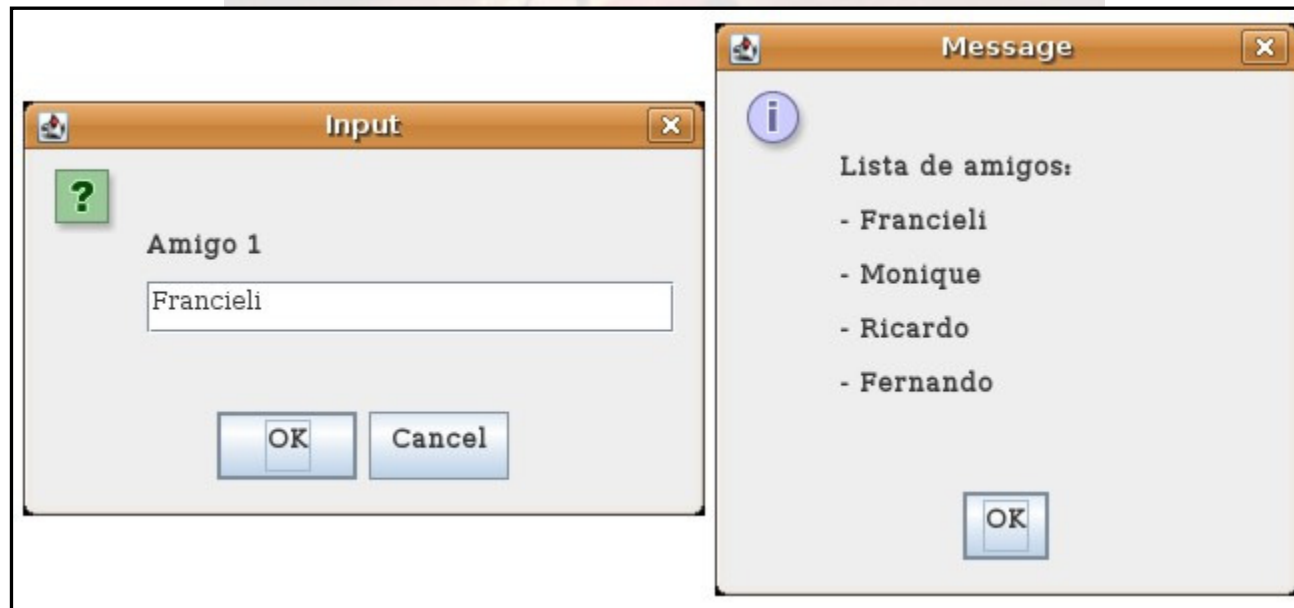 Input
?
Amigo 1
Francieli
OK
Cancel
Message
i
Lista de amigos:
- Francieli
- Monique
- Ricardo
- Fernando
OK